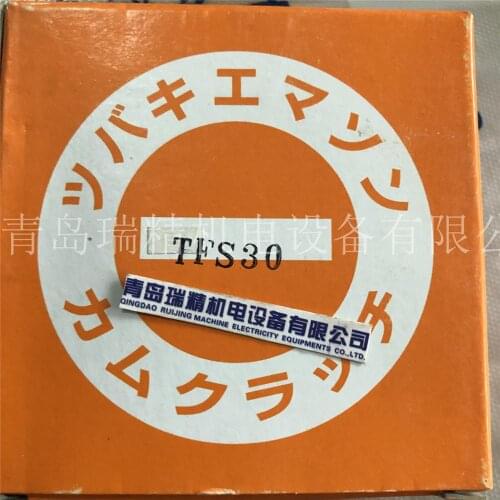 ツバキエマソン
青岛瑞精机电设备有限公
TFS30
青岛瑞精机电设备有限公司
QINGDAO RUIJING MACHINE ELECTRICITY EQUIPMENTS CO.,LTD.
カムクラッチ